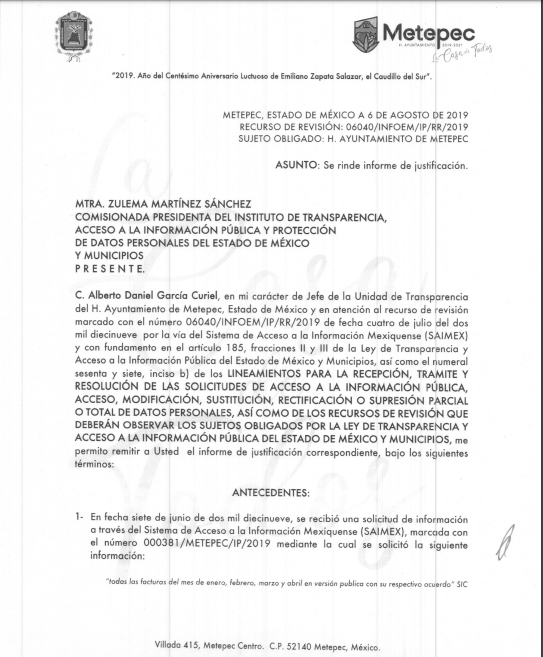 Metepec
H. AYUNTAMIENTO 2019-2021
La Casa de Todos
"2019. Año del Centésimo Aniversario Luctuoso de Emiliano Zapata Salazar, el Caudillo del Sur".
METEPEC, ESTADO DE MÉXICO A 6 DE AGOSTO DE 2019
RECURSO DE REVISIÓN: 06040/INFOEM/IP/RR/2019
SUJETO OBLIGADO: H. AYUNTAMIENTO DE METEPEC
ASUNTO: Se rinde informe de justificación.
MTRA. ZULEMA MARTÍNEZ SÁNCHEZ
COMISIONADA PRESIDENTA DEL INSTITUTO DE TRANSPARENCIA,
ACCESO A LA INFORMACIÓN PÚBLICA Y PROTECCIÓN
DE DATOS PERSONALES DEL ESTADO DE MÉXICO
Y MUNICIPIOS
P R E S E N T E.
C. Alberto Daniel García Curiel, en mi carácter de Jefe de la Unidad de Transparencia
del H. Ayuntamiento de Metepec, Estado de México y en atención al recurso de revisión
marcado con el número 06040/INFOEM/IP/RR/2019 de fecha cuatro de julio del dos
mil diecinueve por la vía del Sistema de Acceso a la Información Mexiquense (SAIMEX)
y con fundamento en el artículo 185, fracciones II y III de la Ley de Transparencia y
Acceso a la Información Pública del Estado de México y Municipios, así como el numeral
sesenta y siete, inciso b) de los LINEAMIENTOS PARA LA RECEPCIÓN, TRAMITE Y
RESOLUCIÓN DE LAS SOLICITUDES DE ACCESO A LA INFORMACIÓN PÚBLICA,
ACCESO, MODIFICACIÓN, SUSTITUCIÓN, RECTIFICACIÓN O SUPRESIÓN PARCIAL
O TOTAL DE DATOS PERSONALES, ASÍ COMO DE LOS RECURSOS DE REVISIÓN QUE
DEBERÁN OBSERVAR LOS SUJETOS OBLIGADOS POR LA LEY DE TRANSPARENCIA Y
ACCESO A LA INFORMACIÓN PÚBLICA DEL ESTADO DE MÉXICO Y MUNICIPIOS, me
permito remitir a Usted el informe de justificación correspondiente, bajo los siguientes
términos:
ANTECEDENTES:
1- En fecha siete de junio de dos mil diecinueve, se recibió una solicitud de información
a través del Sistema de Acceso a la Información Mexiquense (SAIMEX), marcada con
el número 000381/METEPEC/IP/2019 mediante la cual se solicitó la siguiente
información:
"todas las facturas del mes de enero, febrero, marzo y abril en versión publica con su respectivo acuerdo" SIC
Villada 415, Metepec Centro. C.P. 52140 Metepec, México.